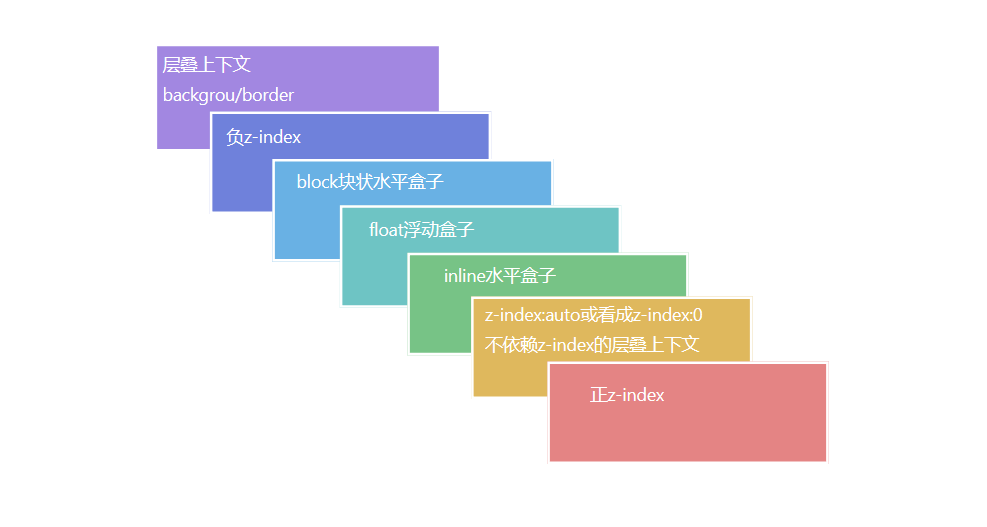 层叠上下文
backgrou/border
负z-index
block块状水平盒子
float浮动盒子
inline水平盒子
z-index:auto或看成z-index:0
不依赖z-index的层叠上下文
正z-index